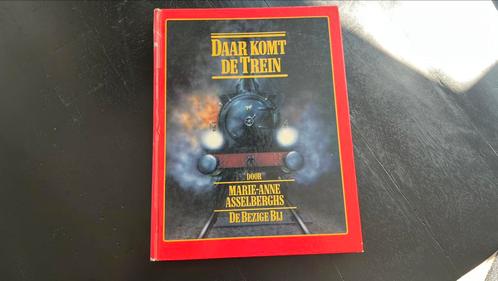 DAAR KOMT
DE TREIN
DOOR
MARIE-ANNE
ASSELBERGHS
DE BEZIGE BIJ